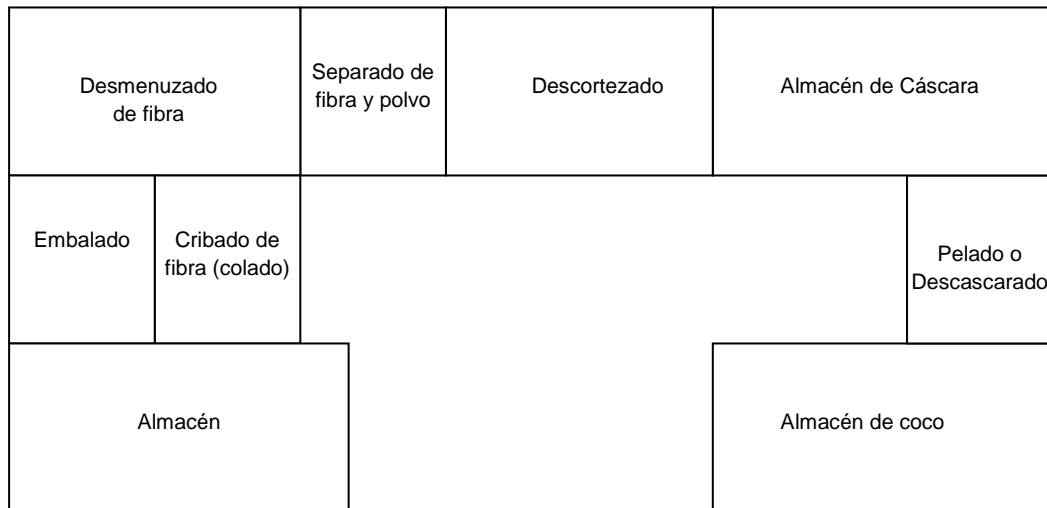 Desmenuzado
de fibra
Separado de
fibra y polvo
Descortezado
Almacén de Cáscara
Embalado
Cribado de
fibra (colado)
Pelado o
Descascarado
Almacén
Almacén de coco